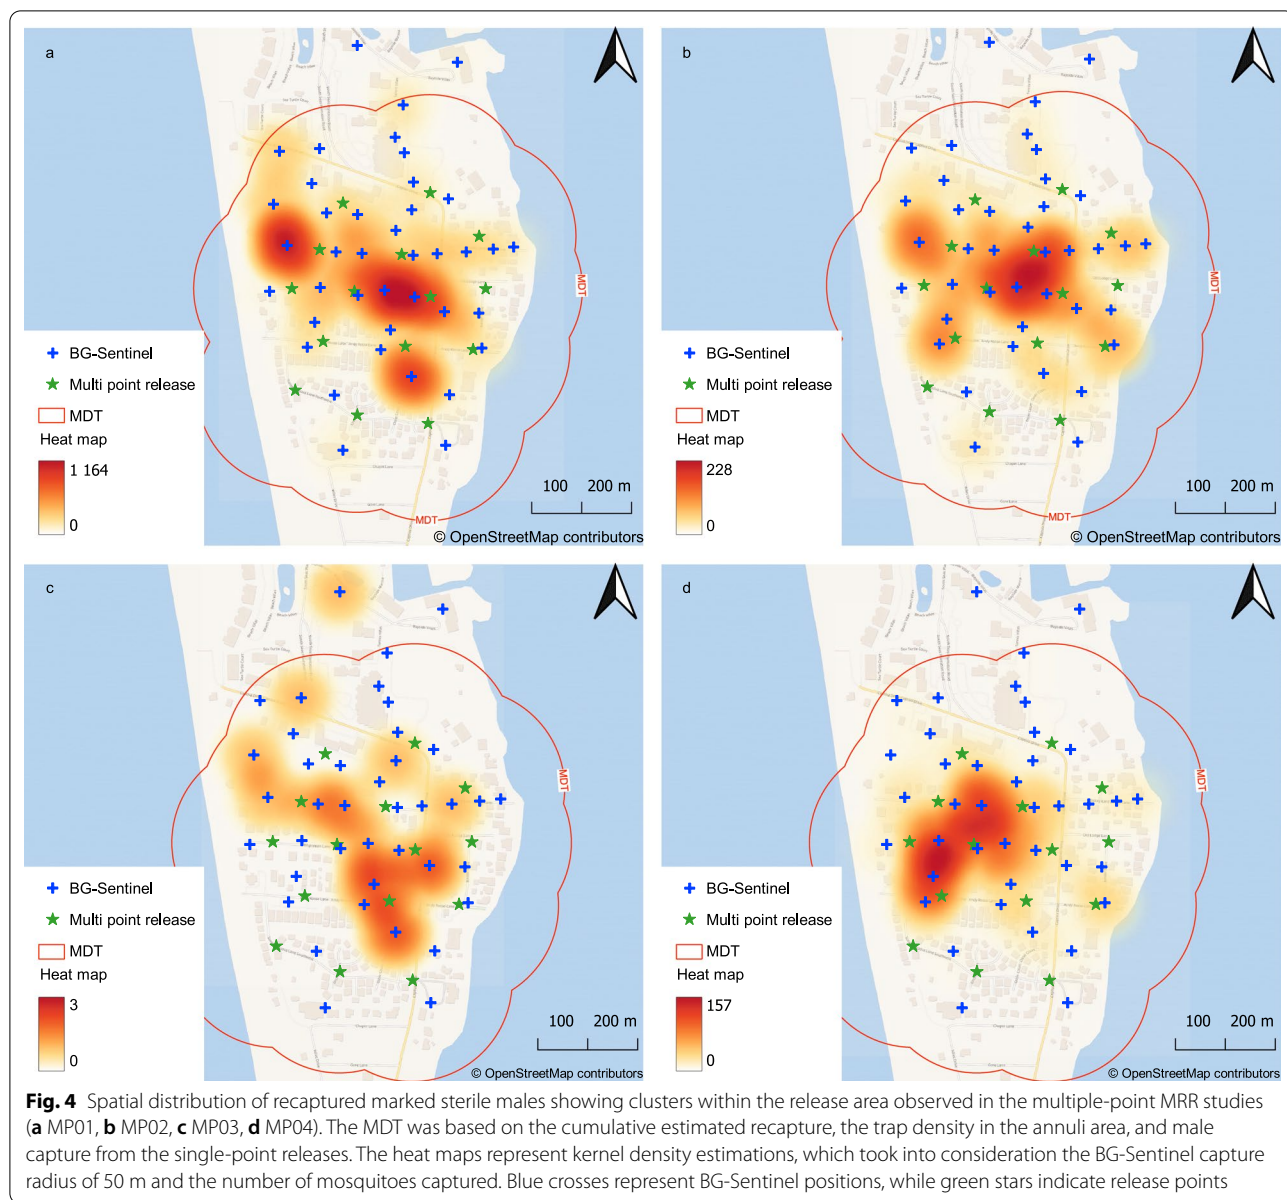 a
MDT
MDT
BG-Sentinel
Multi point release
MDT
Heat map
1 164
0
100 200 m
© OpenStreetMap contributors
b
MDT
BG-Sentinel
Multi point release
MDT
Heat map
228
0
100 200 m
© OpenStreetMap contributors
c
MDT
BG-Sentinel
Multi point release
MDT
Heat map
3
0
100 200 m
© OpenStreetMap contributors
d
BG-Sentinel
Multi point release
MDT
Heat map
157
0
100 200 m
© OpenStreetMap contributors
Fig. 4 Spatial distribution of recaptured marked sterile males showing clusters within the release area observed in the multiple-point MRR studies
(a MP01, b MP02, c MP03, d MP04). The MDT was based on the cumulative estimated recapture, the trap density in the annuli area, and male
capture from the single-point releases. The heat maps represent kernel density estimations, which took into consideration the BG-Sentinel capture
radius of 50 m and the number of mosquitoes captured. Blue crosses represent BG-Sentinel positions, while green stars indicate release points